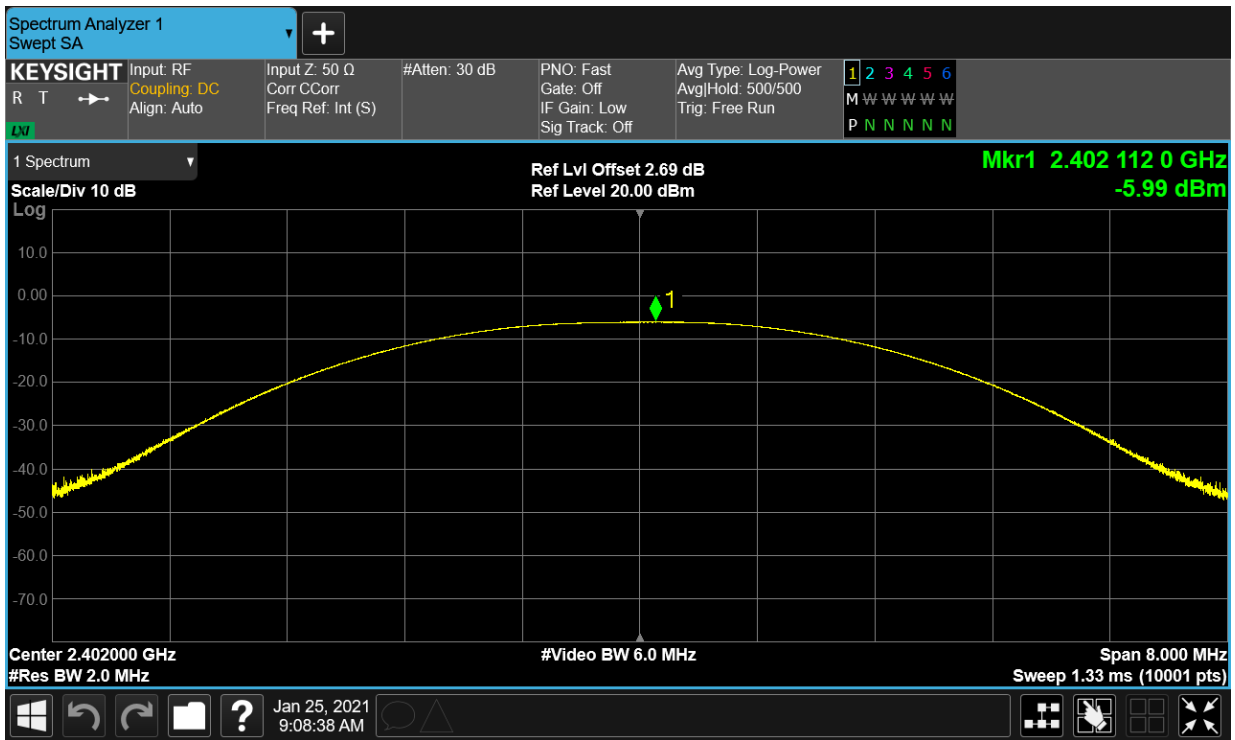 Spectrum Analyzer 1
Swept SA
+
KEYSIGHT
R T
LXI
Input: RF
Coupling: DC
Align: Auto
Input Z: 50 Ω
Corr CCorr
Freq Ref: Int (S)
#Atten: 30 dB
PNO: Fast
Gate: Off
IF Gain: Low
Sig Track: Off
Avg Type: Log-Power
Avg|Hold: 500/500
Trig: Free Run
1 2 3 4 5 6
M W W W W W
P N N N N N
1 Spectrum
Scale/Div 10 dB
Log
Ref Lvl Offset 2.69 dB
Ref Level 20.00 dBm
Mkr1 2.402 112 0 GHz
-5.99 dBm
10.0
0.00
-10.0
-20.0
-30.0
-40.0
-50.0
-60.0
-70.0
1
Center 2.402000 GHz
#Res BW 2.0 MHz
#Video BW 6.0 MHz
Span 8.000 MHz
Sweep 1.33 ms (10001 pts)
?
Jan 25, 2021
9:08:38 AM